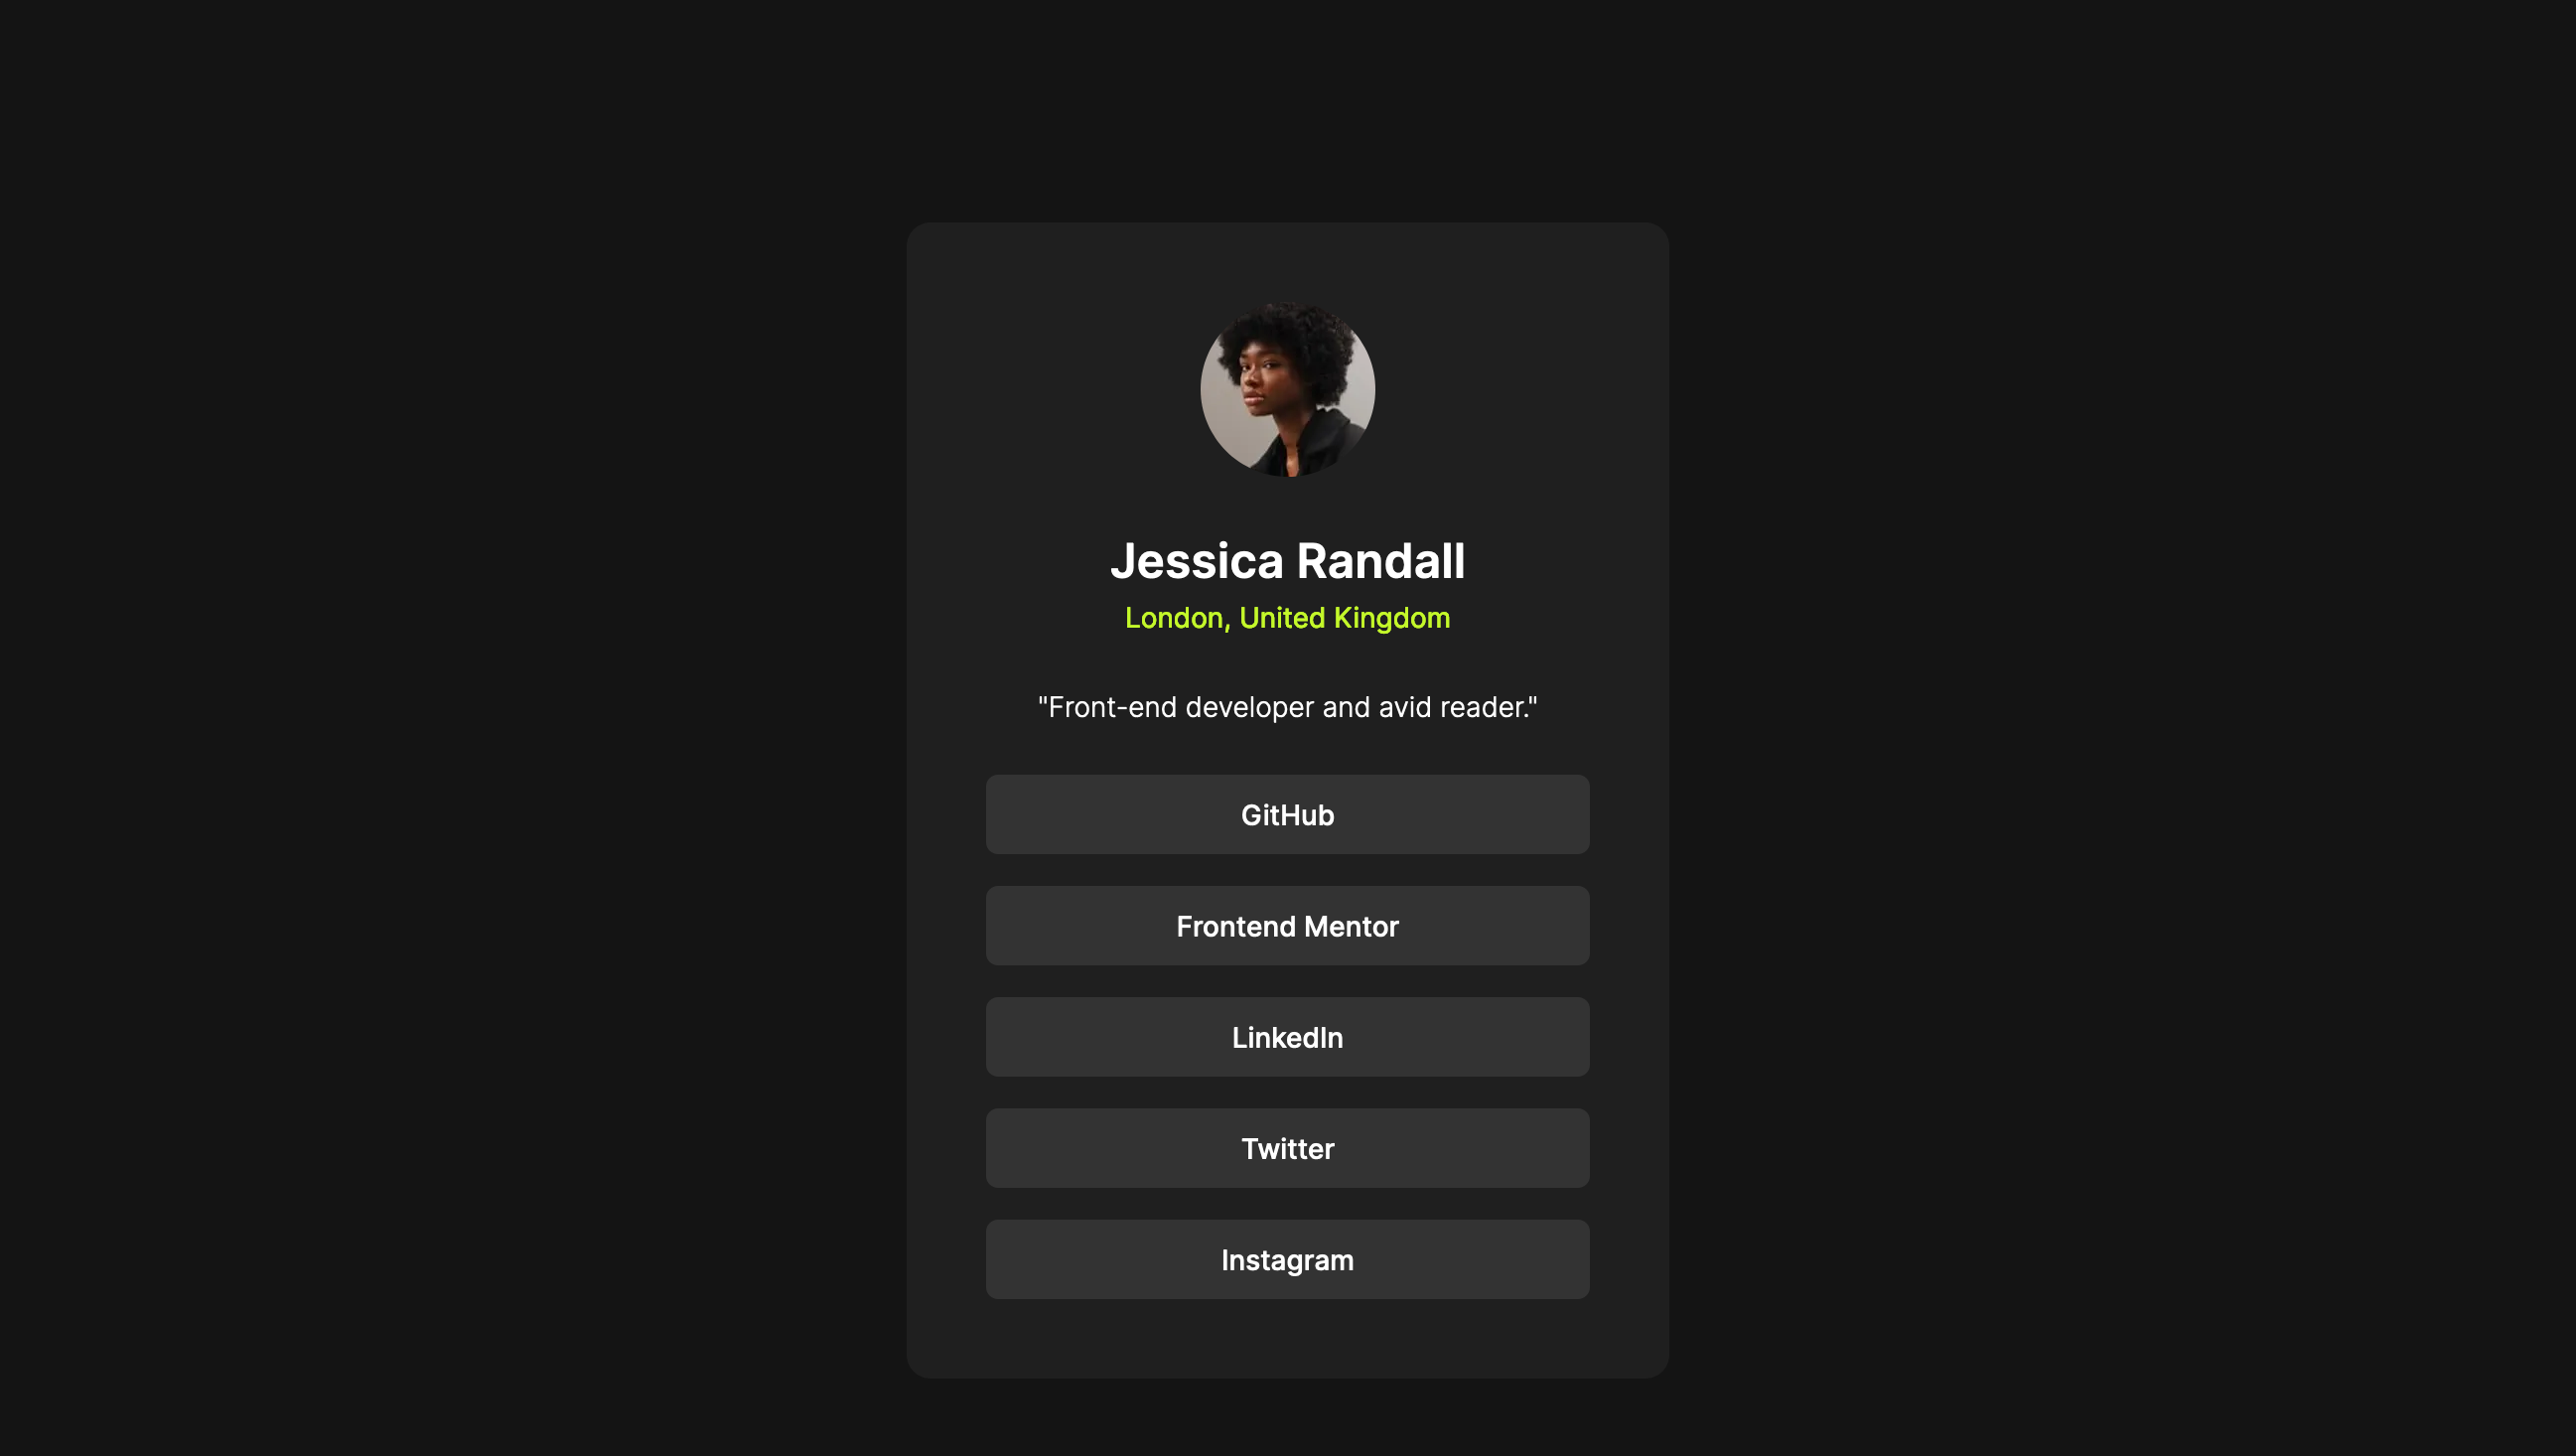 Jessica Randall
London, United Kingdom
"Front-end developer and avid reader."
GitHub
Frontend Mentor
LinkedIn
Twitter
Instagram